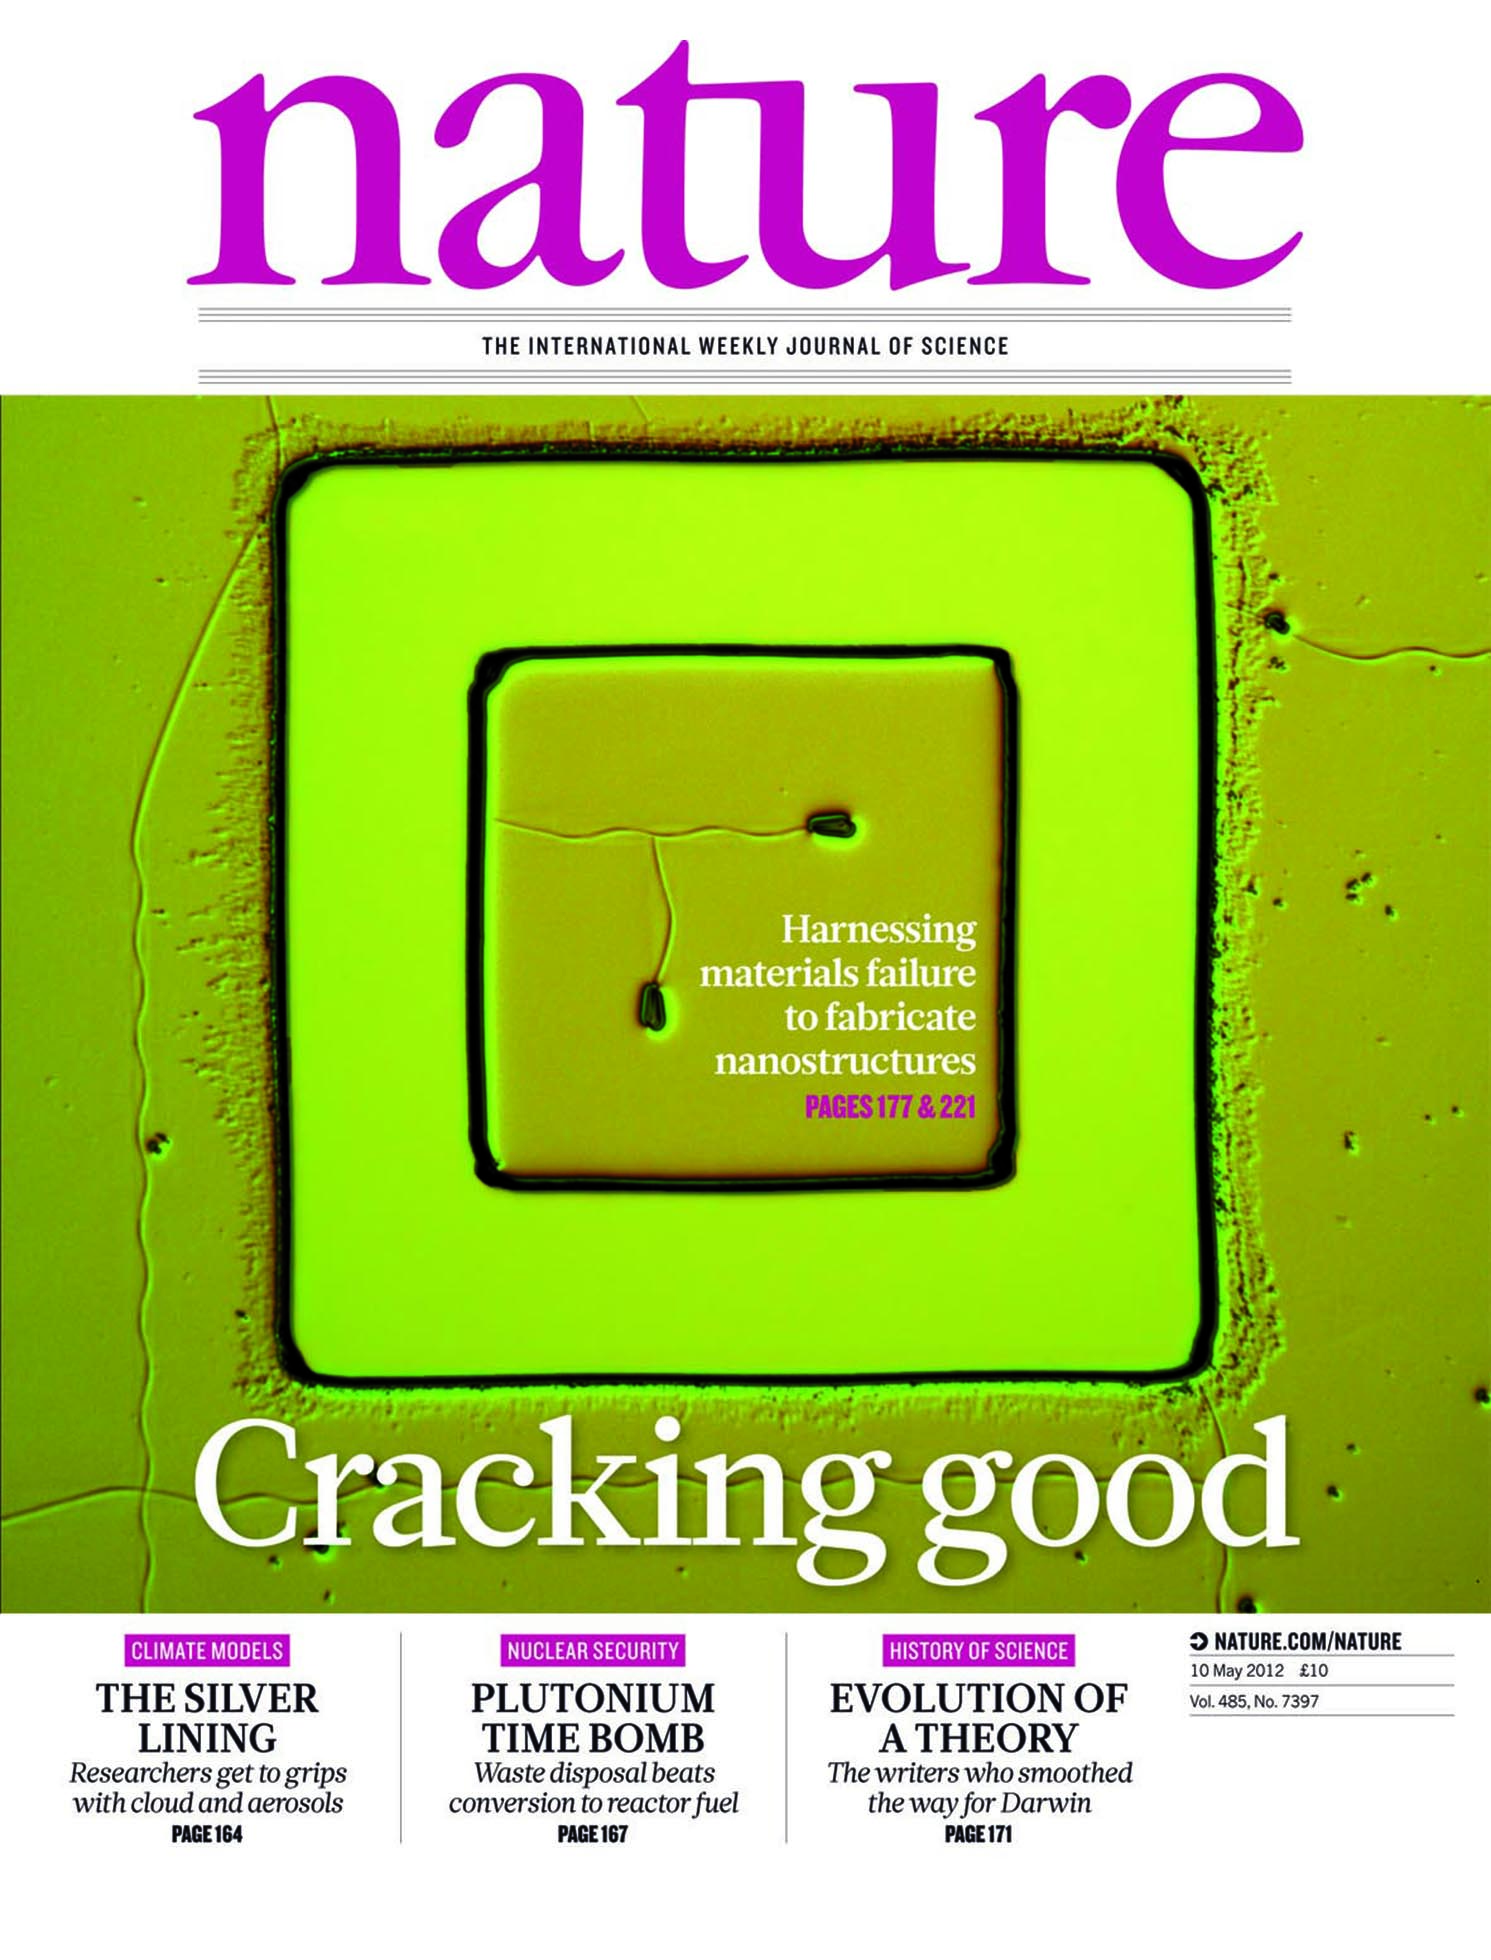 nature
THE INTERNATIONAL WEEKLY JOURNAL OF SCIENCE
Harnessing
materials failure
to fabricate
nanostructures
PAGES 177 & 221
Cracking good
CLIMATE MODELS
THE SILVER
LINING
Researchers get to grips
with cloud and aerosols
PAGE 164
NUCLEAR SECURITY
PLUTONIUM
TIME BOMB
Waste disposal beats
conversion to reactor fuel
PAGE 167
HISTORY OF SCIENCE
EVOLUTION OF
A THEORY
The writers who smoothed
the way for Darwin
PAGE 171
NATURE.COM/NATURE
10 May 2012 £10
Vol. 485, No. 7397